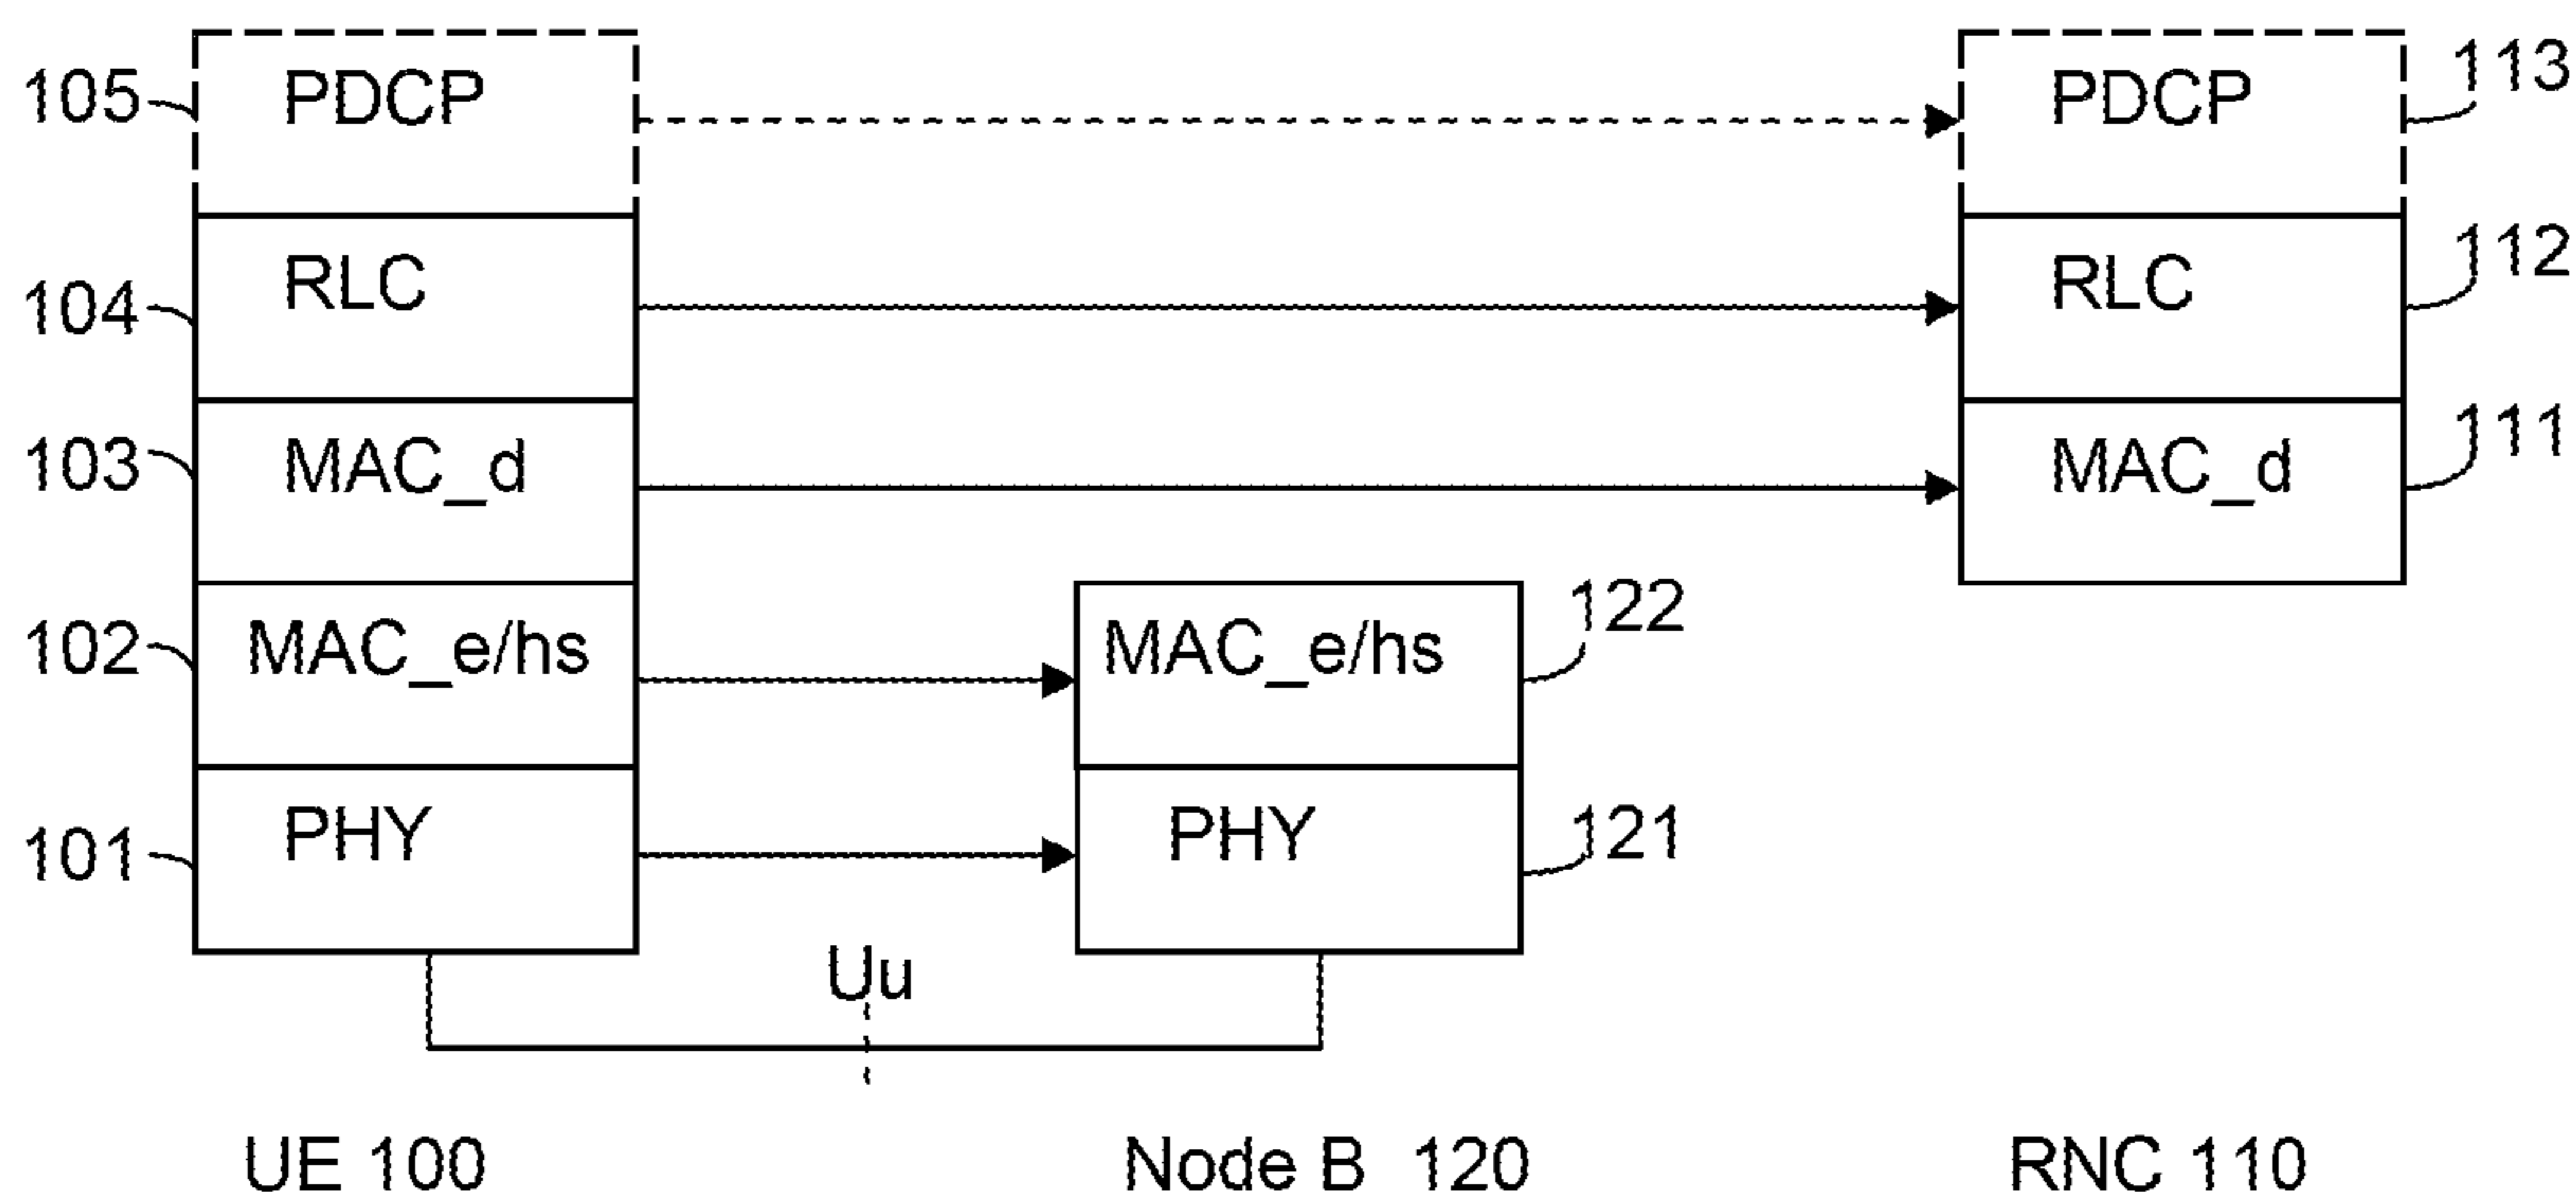 105 PDCP PDCP 113
104 RLC RLC 112
103 MAC_d MAC_d 111
102 MAC_e/hs MAC_e/hs 122
101 PHY PHY 121
Uu
UE 100 Node B 120 RNC 110